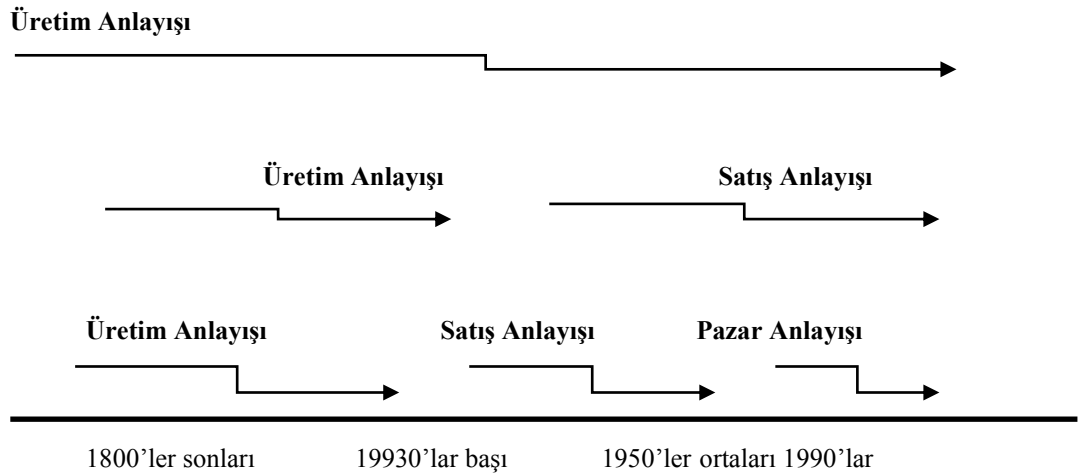 Üretim Anlayışı
Üretim Anlayışı Satış Anlayışı
Üretim Anlayışı Satış Anlayışı Pazar Anlayışı
1800’ler sonları 19930’lar başı 1950’ler ortaları 1990’lar